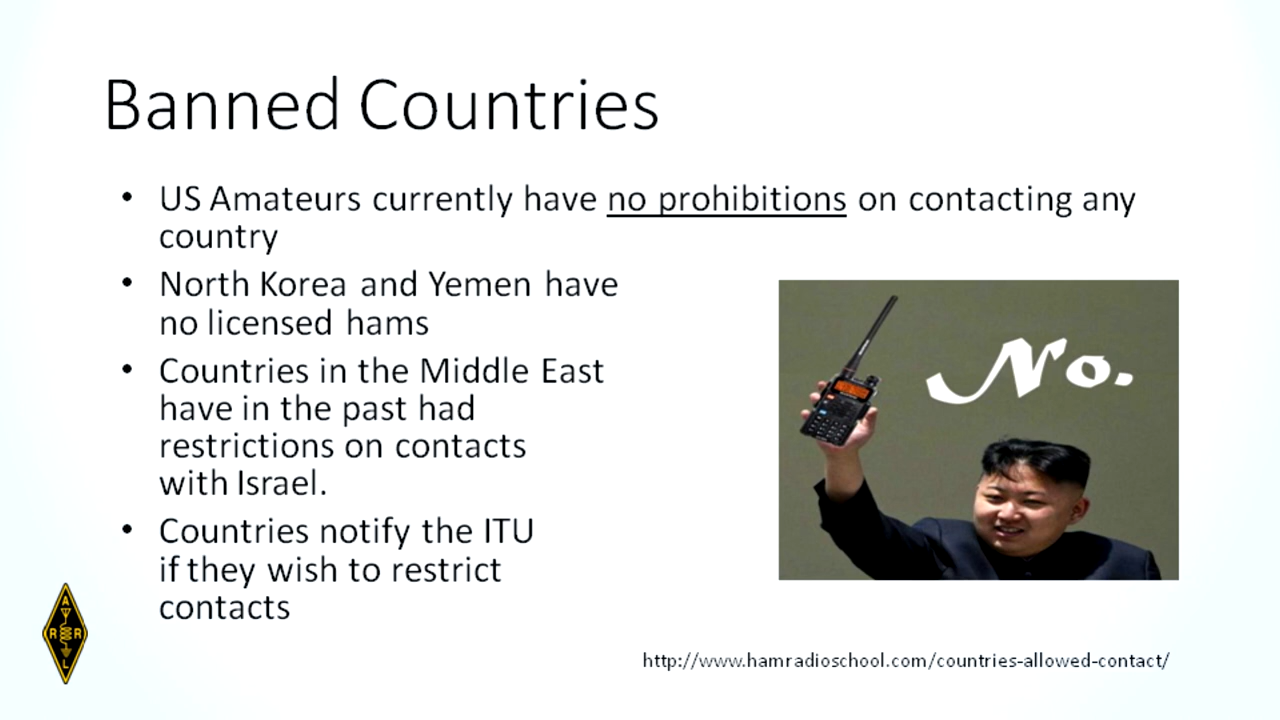 Banned Countries
• US Amateurs currently have no prohibitions on contacting any
country
• North Korea and Yemen have
no licensed hams
• Countries in the Middle East
have in the past had
restrictions on contacts
with Israel.
• Countries notify the ITU
if they wish to restrict
contacts
No.
A
R R
L
http://www.hamradioschool.com/countries-allowed-contact/